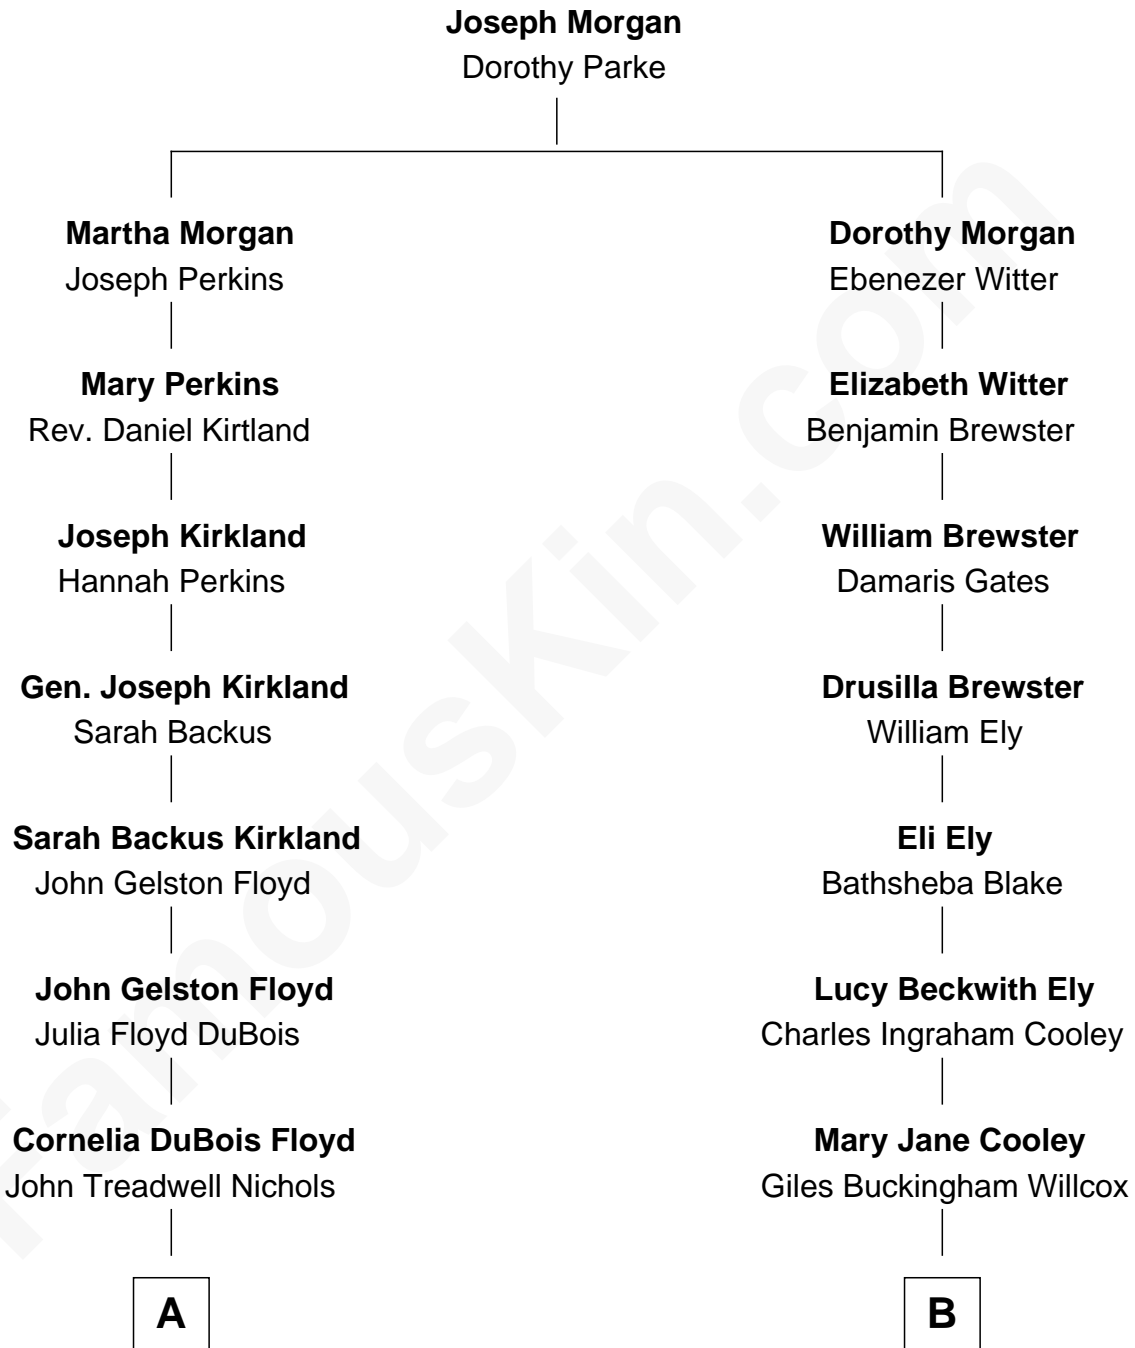 Joseph Morgan
Dorothy Parke
Martha Morgan
Joseph Perkins
Dorothy Morgan
Ebenezer Witter
Mary Perkins
Rev. Daniel Kirtland
Elizabeth Witter
Benjamin Brewster
Joseph Kirkland
Hannah Perkins
William Brewster
Damaris Gates
Gen. Joseph Kirkland
Sarah Backus
Drusilla Brewster
William Ely
Sarah Backus Kirkland
John Gelston Floyd
Eli Ely
Bathsheba Blake
John Gelston Floyd
Julia Floyd DuBois
Lucy Beckwith Ely
Charles Ingraham Cooley
Cornelia DuBois Floyd
John Treadwell Nichols
Mary Jane Cooley
Giles Buckingham Willcox
A
B
FamousKin.com